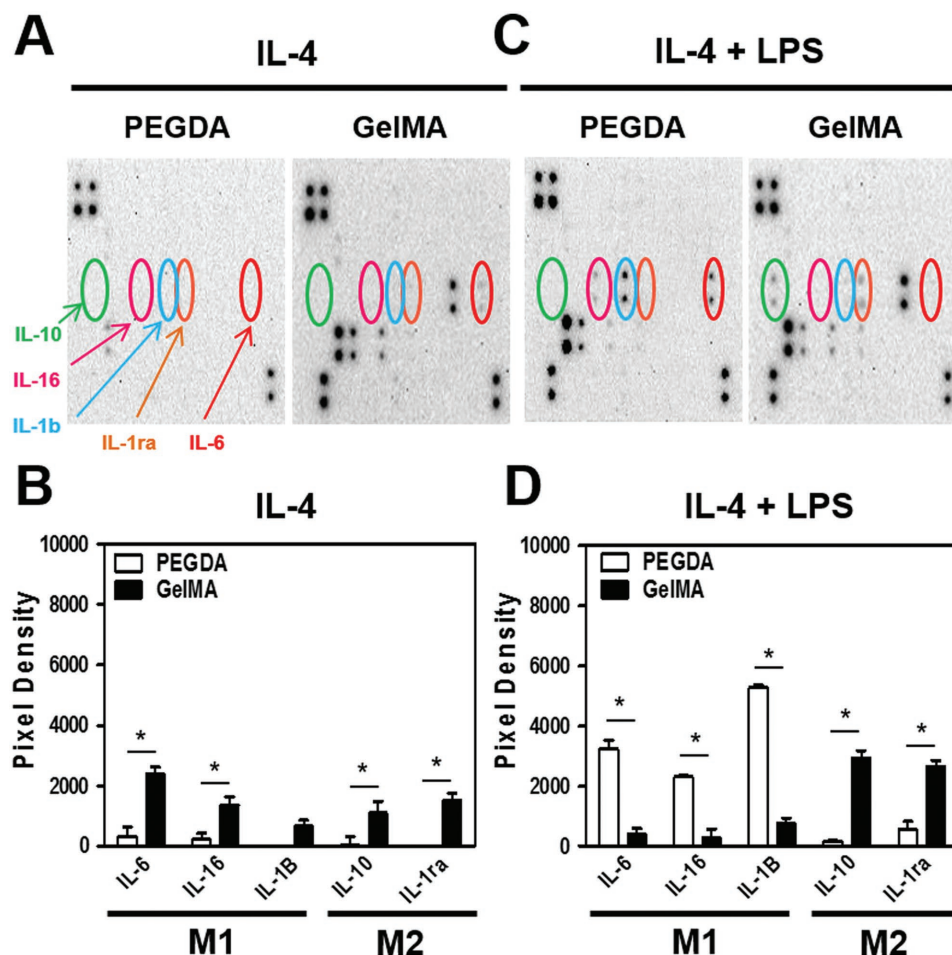 A
C
IL-4
IL-4 + LPS
PEGDA
GelMA
PEGDA
GelMA
IL-10
IL-16
IL-1b
IL-1ra
IL-6
B
D
IL-4
IL-4 + LPS
Pixel Density
10000
8000
6000
4000
2000
0
PEGDA
GelMA
*
*
*
*
IL-6
IL-16
IL-1B
IL-10
IL-1ra
M1
M2
Pixel Density
10000
8000
6000
4000
2000
0
PEGDA
GelMA
*
*
*
*
*
IL-6
IL-16
IL-1B
IL-10
IL-1ra
M1
M2